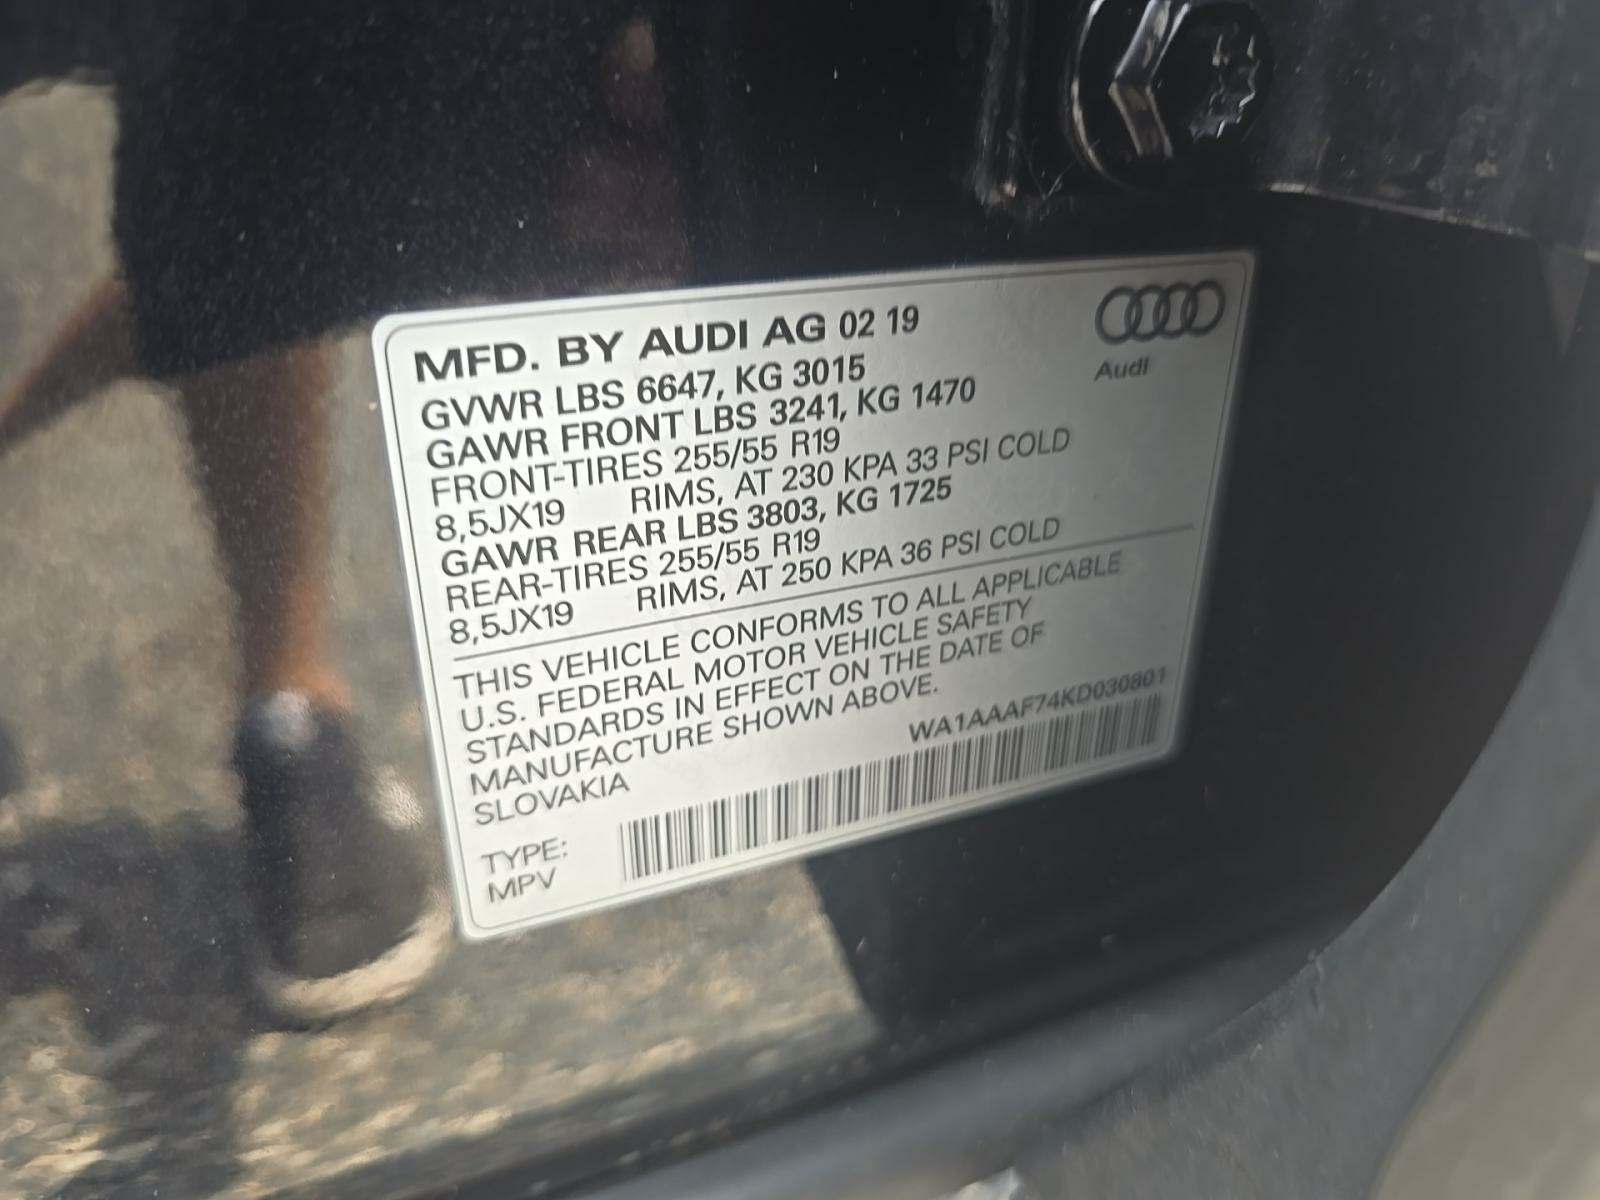 MFD. BY AUDI AG 02 19
Audi
GVWR LBS 6647, KG 3015
GAWR FRONT LBS 3241, KG 1470
FRONT-TIRES 255/55 R19
8,5JX19 RIMS, AT 230 KPA 33 PSI COLD
GAWR REAR LBS 3803, KG 1725
REAR-TIRES 255/55 R19
8,5JX19 RIMS, AT 250 KPA 36 PSI COLD
THIS VEHICLE CONFORMS TO ALL APPLICABLE
U.S. FEDERAL MOTOR VEHICLE SAFETY
STANDARDS IN EFFECT ON THE DATE OF
MANUFACTURE SHOWN ABOVE.
SLOVAKIA
WA1AAAF74KD030801
TYPE:
MPV